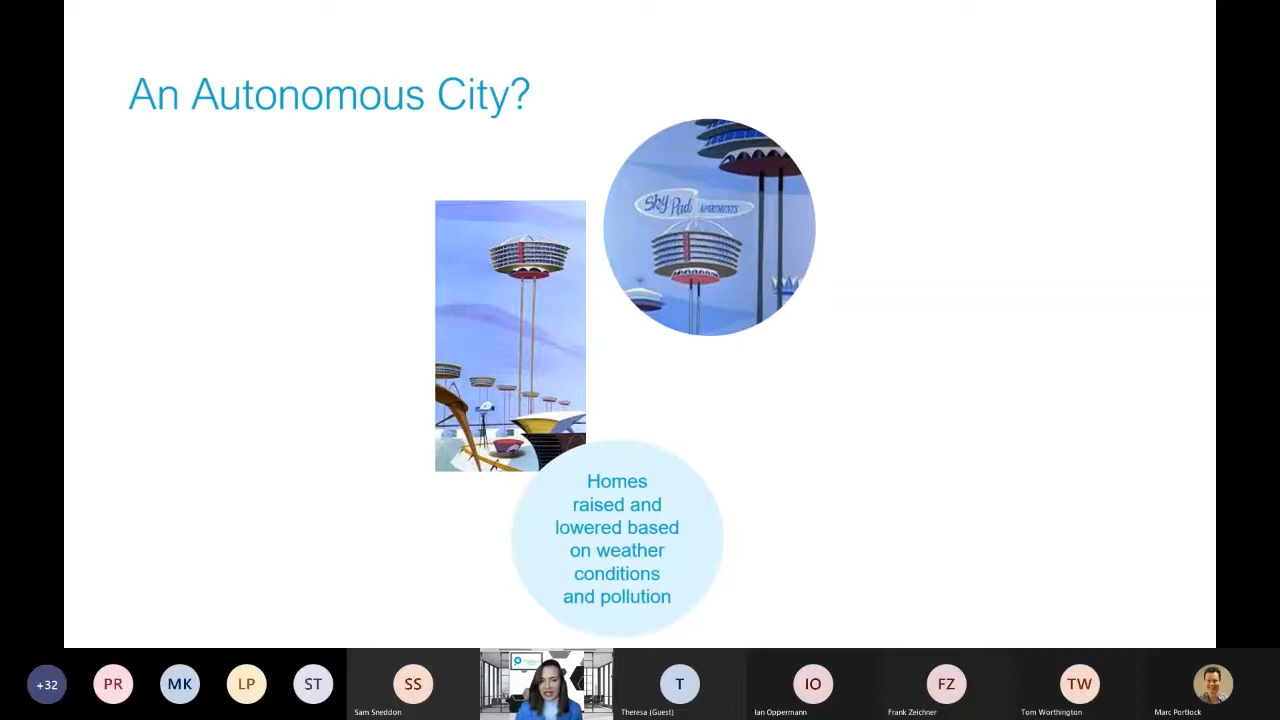 An Autonomous City?
Sky Pad APARTMENTS
Homes
raised and
lowered based
on weather
conditions
and pollution
+32
PR
MK
LP
ST
SS
T
IO
FZ
TW
Sam Sneddon
Theresa (Guest)
Ian Oppermann
Frank Zeichner
Tom Worthington
Marc Portlock